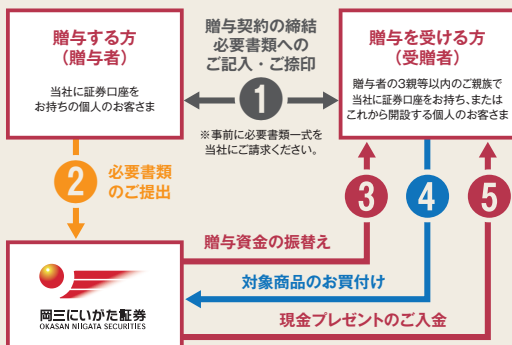 贈与する方
（贈与者）
当社に証券口座を
お持ちの個人のお客さま
贈与契約の締結
必要書類への
ご記入・ご捺印
1
※事前に必要書類一式を
当社にご請求ください。
贈与を受ける方
（受贈者）
贈与者の3親等以内のご親族で
当社に証券口座をお持ち、または
これから開設する個人のお客さま
2
必要書類
のご提出
3
4
5
贈与資金の振替え
対象商品のお買付け
現金プレゼントのご入金
岡三にいがた証券
OKASAN NIIGATA SECURITIES